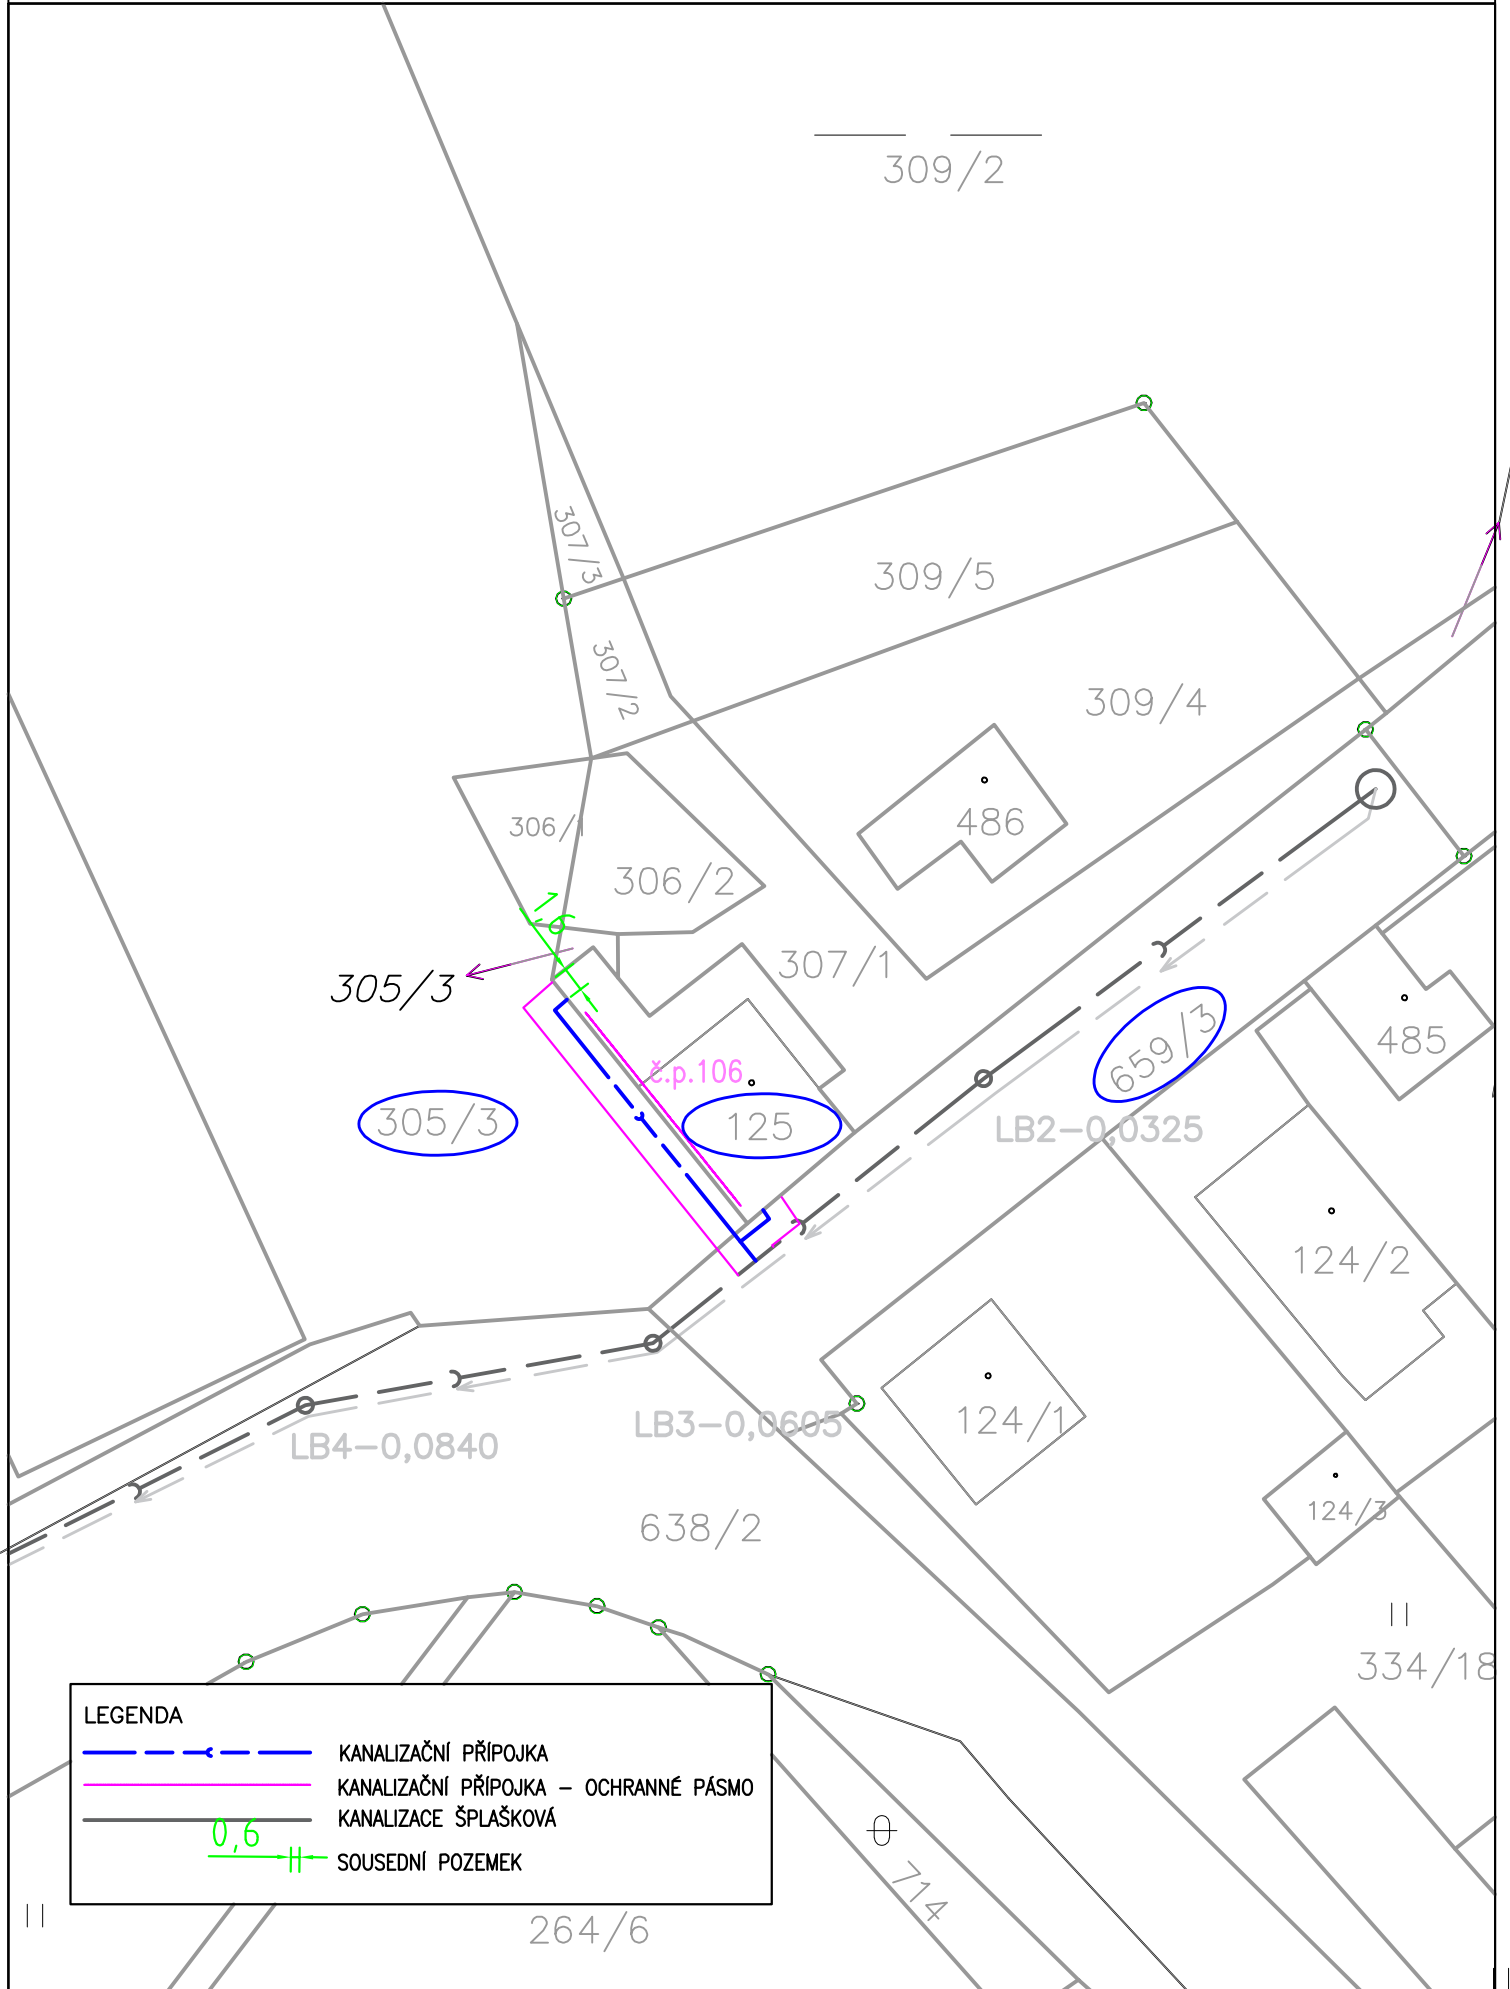 309/2
307/3
309/5
307/2
309/4
306/1
486
306/2
1,6
307/1
305/3
659/3
485
č.p.106
305/3
125
LB2-0,0325
124/2
LB3-0,0605
124/1
LB4-0,0840
124/3
638/2
334/18
LEGENDA
KANALIZAČNÍ PŘÍPOJKA
KANALIZAČNÍ PŘÍPOJKA – OCHRANNÉ PÁSMO
KANALIZACE ŠPLAŠKOVÁ
0,6
SOUSEDNÍ POZEMEK
714
264/6